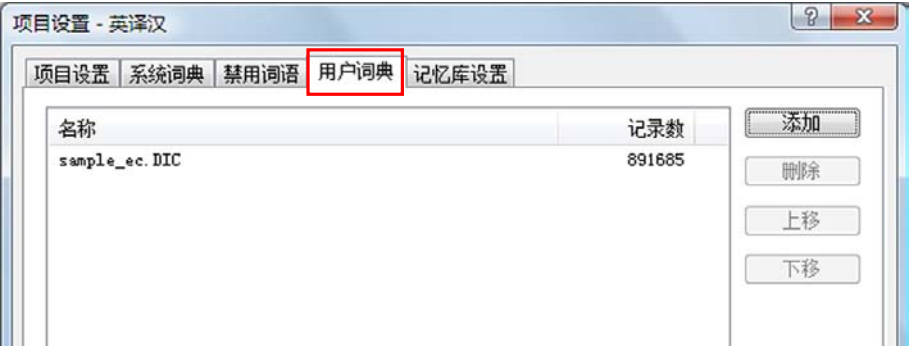 项目设置 - 英译汉
项目设置 系统词典 禁用词语 用户词典 记忆库设置
名称 记录数 添加
sample_ec.DIC 891685
删除
上移
下移